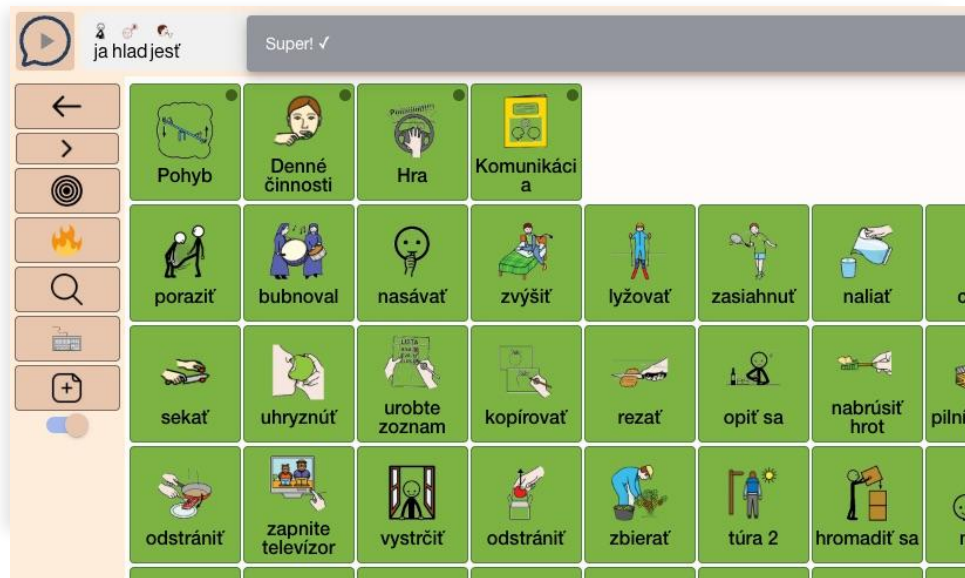 ja hlad jesť
Super! ✓
Pohyb
Denné
činnosti
Hra
Komunikáci
a
poraziť
bubnoval
nasávať
zvýšiť
lyžovať
zasiahnuť
naliať
sekať
uhryznúť
urobte
zoznam
kopírovať
rezať
opiť sa
nabrúsiť
hrot
odstrániť
zapnite
televízor
vystrčiť
odstrániť
zbierať
túra 2
hromadiť sa